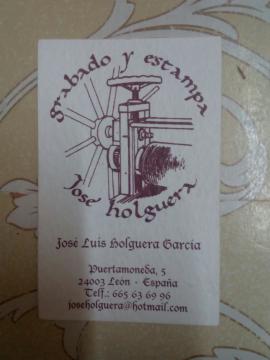 grabado y estampa
José holguera
José Luis Holguera García
Puertamoneda, 5
24003 León - España
Telf.: 665 63 69 96
joseholguera@hotmail.com